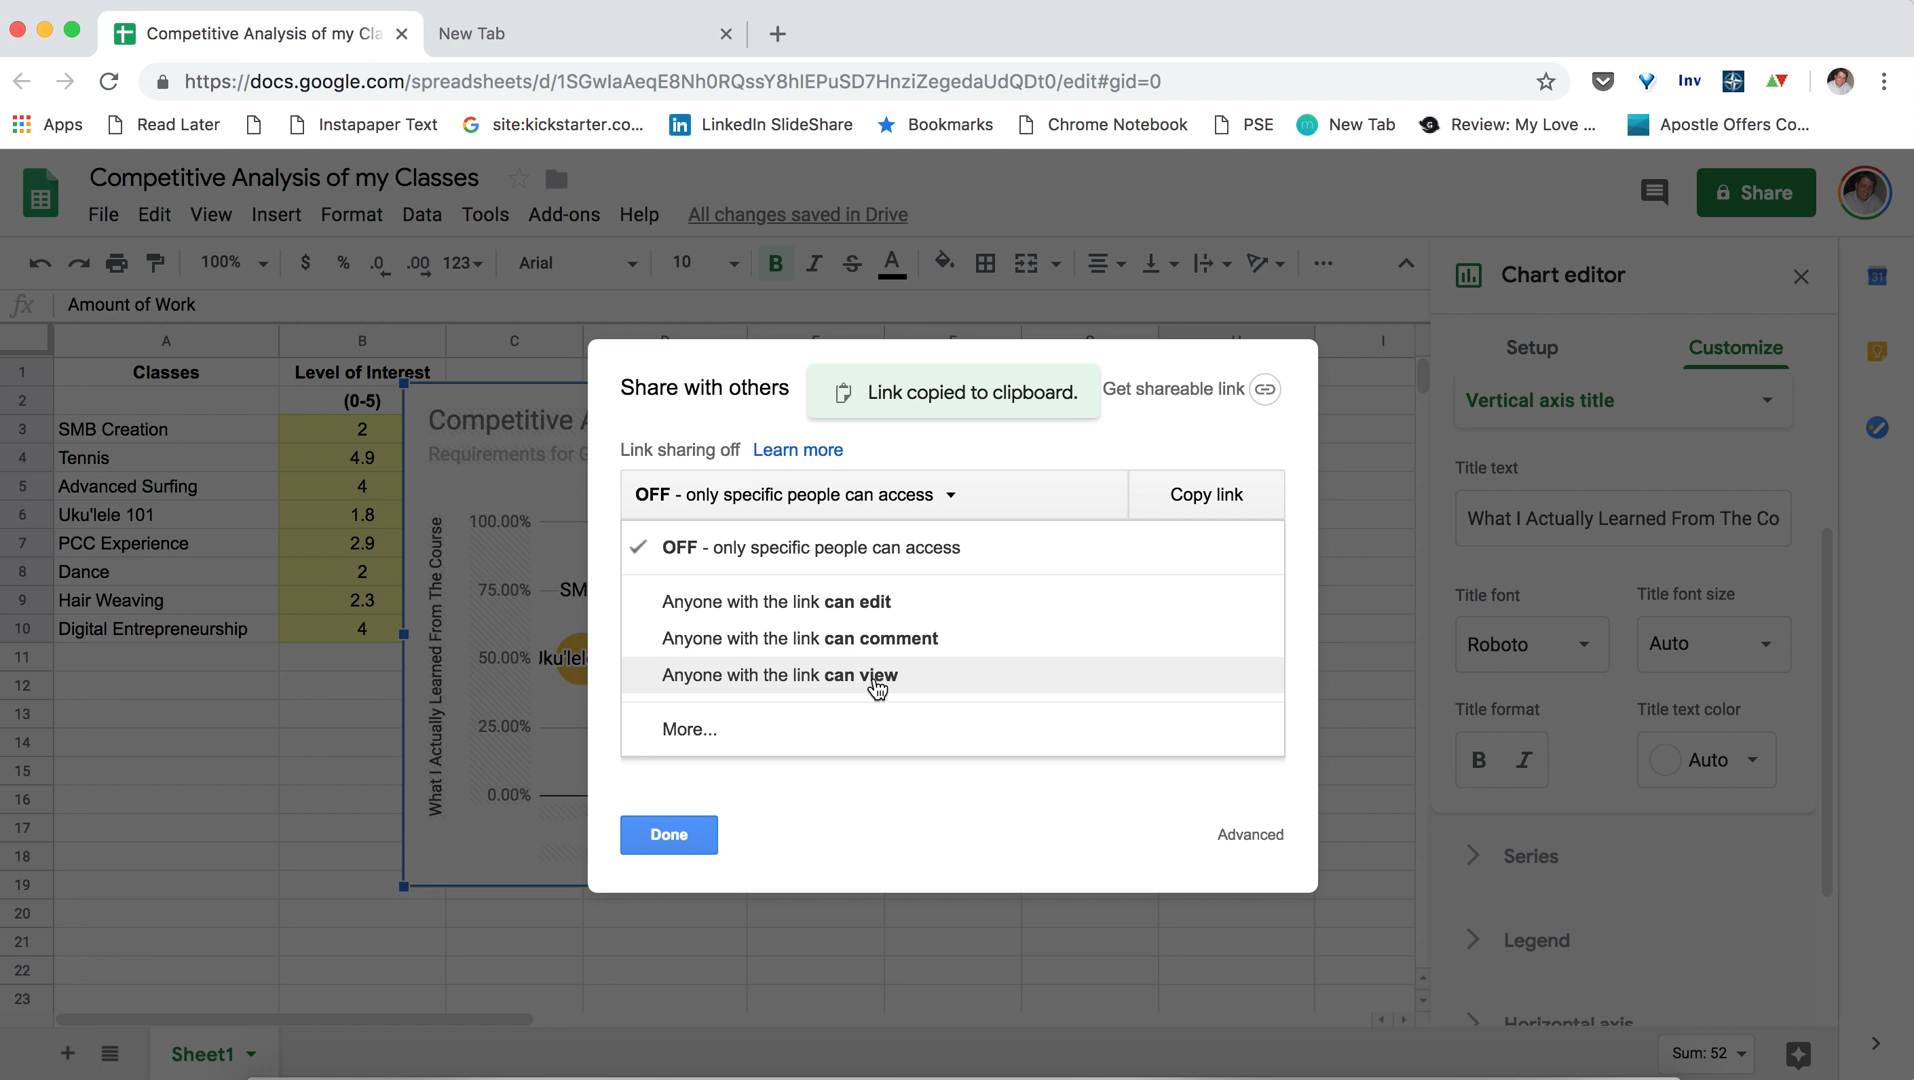 Competitive Analysis of my Cla
New Tab
https://docs.google.com/spreadsheets/d/1SGwlaAeqE8Nh0RQssY8hlEPuSD7HnziZegedaUdQDt0/edit#gid=0
Inv
Apps
Read Later
Instapaper Text
site:kickstarter.co...
LinkedIn SlideShare
Bookmarks
Chrome Notebook
PSE
New Tab
Review: My Love ...
Apostle Offers Co...
Competitive Analysis of my Classes
Share
File Edit View Insert Format Data Tools Add-ons Help All changes saved in Drive
100% $ % .0 .00 123 Arial 10 B I S A
fx Amount of Work
Chart editor
31
Setup Customize
Vertical axis title
Title text
What I Actually Learned From The Co
Title font Title font size
Roboto Auto
Title format Title text color
B I Auto
Series
Legend
Horizontal axis
A B C I
1 Classes Level of Interest
2 (0-5)
3 SMB Creation 2
4 Tennis 4.9
5 Advanced Surfing 4
6 Uku'lele 101 1.8
7 PCC Experience 2.9
8 Dance 2
9 Hair Weaving 2.3
10 Digital Entrepreneurship 4
11
12
13
14
15
16
17
18
19
20
21
22
23
Competitive A
Requirements for G
What I Actually Learned From The Course
100.00%
75.00% SM
50.00% Jku'lel
25.00%
0.00%
Share with others
Link copied to clipboard.
Get shareable link
Link sharing off Learn more
OFF - only specific people can access
Copy link
OFF - only specific people can access
Anyone with the link can edit
Anyone with the link can comment
Anyone with the link can view
More...
Done
Advanced
Sheet1
Sum: 52